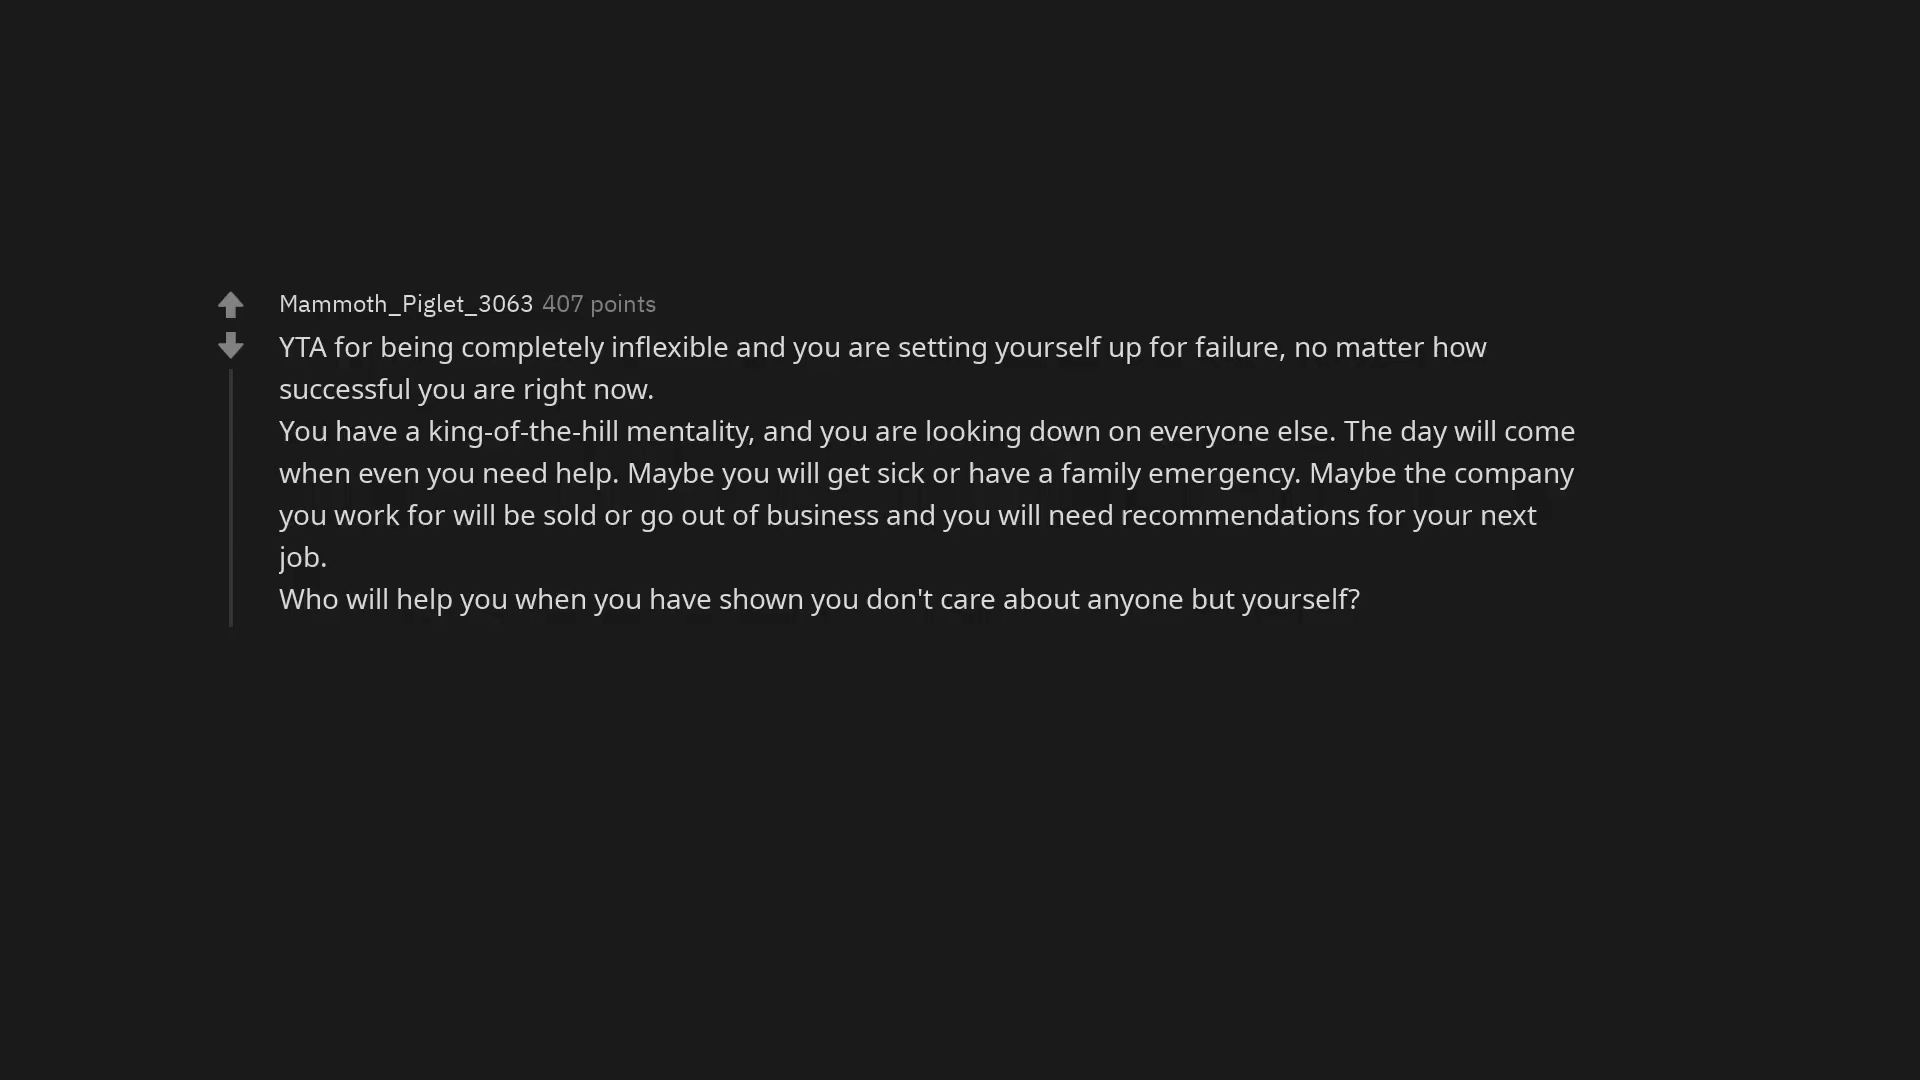 Mammoth_Piglet_3063 407 points
YTA for being completely inflexible and you are setting yourself up for failure, no matter how
successful you are right now.
You have a king-of-the-hill mentality, and you are looking down on everyone else. The day will come
when even you need help. Maybe you will get sick or have a family emergency. Maybe the company
you work for will be sold or go out of business and you will need recommendations for your next
job.
Who will help you when you have shown you don't care about anyone but yourself?